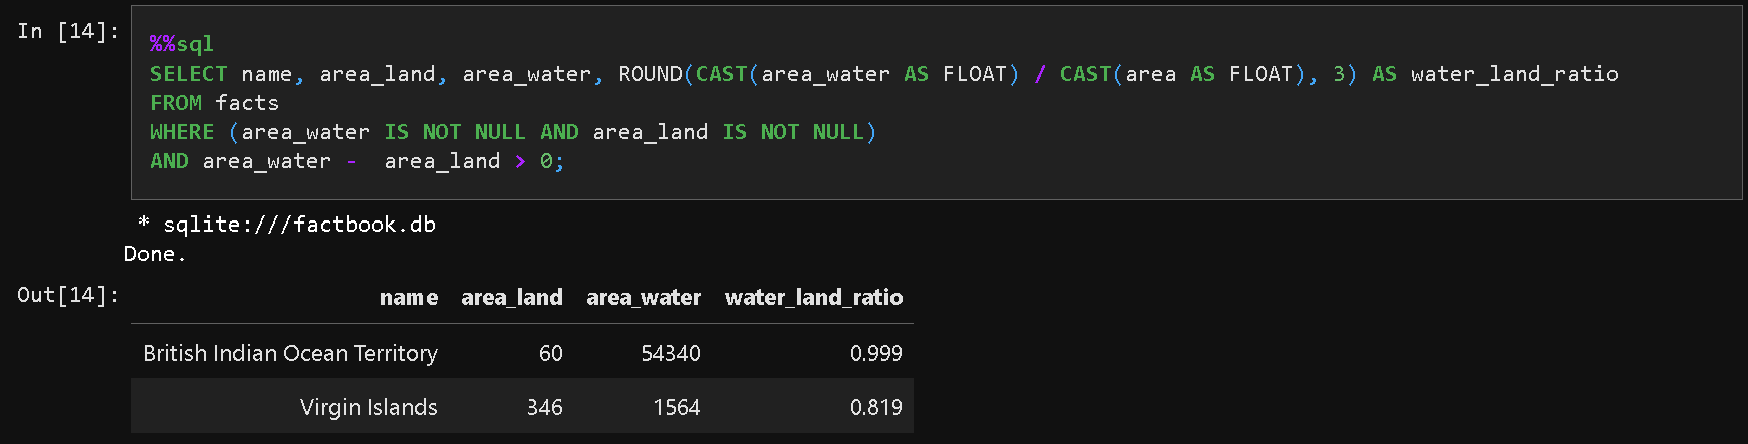 In [14]:
%%sql
SELECT name, area_land, area_water, ROUND(CAST(area_water AS FLOAT) / CAST(area AS FLOAT), 3) AS water_land_ratio
FROM facts
WHERE (area_water IS NOT NULL AND area_land IS NOT NULL)
AND area_water -  area_land > 0;
* sqlite:///factbook.db
Done.
Out[14]:
name area_land area_water water_land_ratio
British Indian Ocean Territory 60 54340 0.999
Virgin Islands 346 1564 0.819